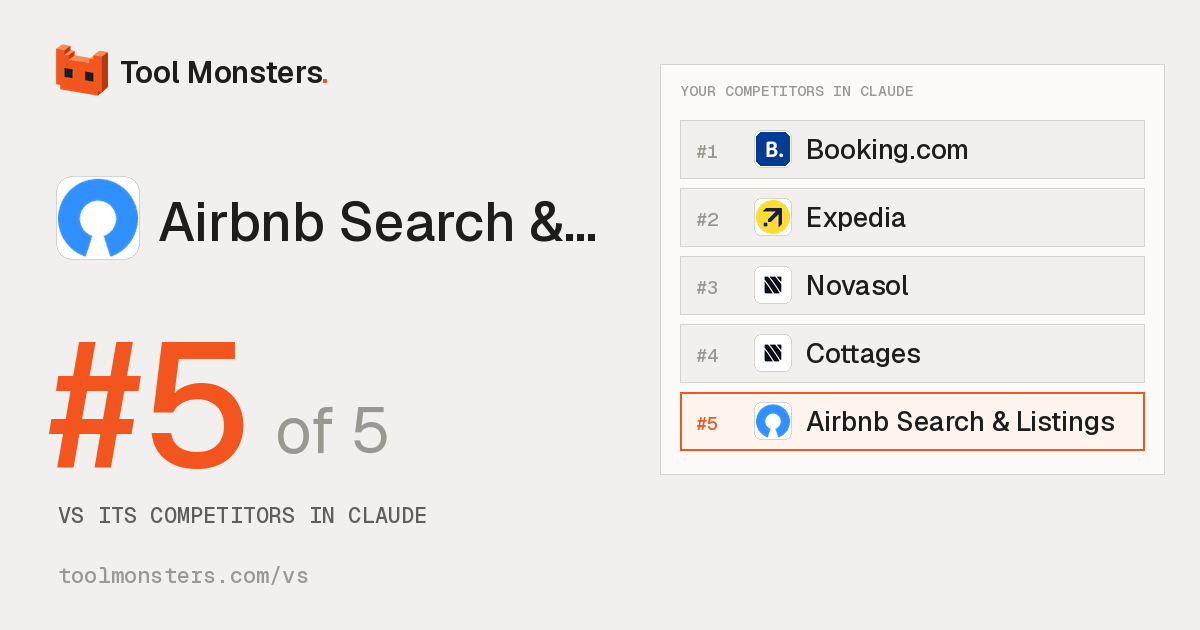 Tool Monsters.
Airbnb Search &...
#5 of 5
VS ITS COMPETITORS IN CLAUDE
toolmonsters.com/vs
YOUR COMPETITORS IN CLAUDE
#1 B. Booking.com
#2 Expedia
#3 Novasol
#4 Cottages
#5 Airbnb Search & Listings